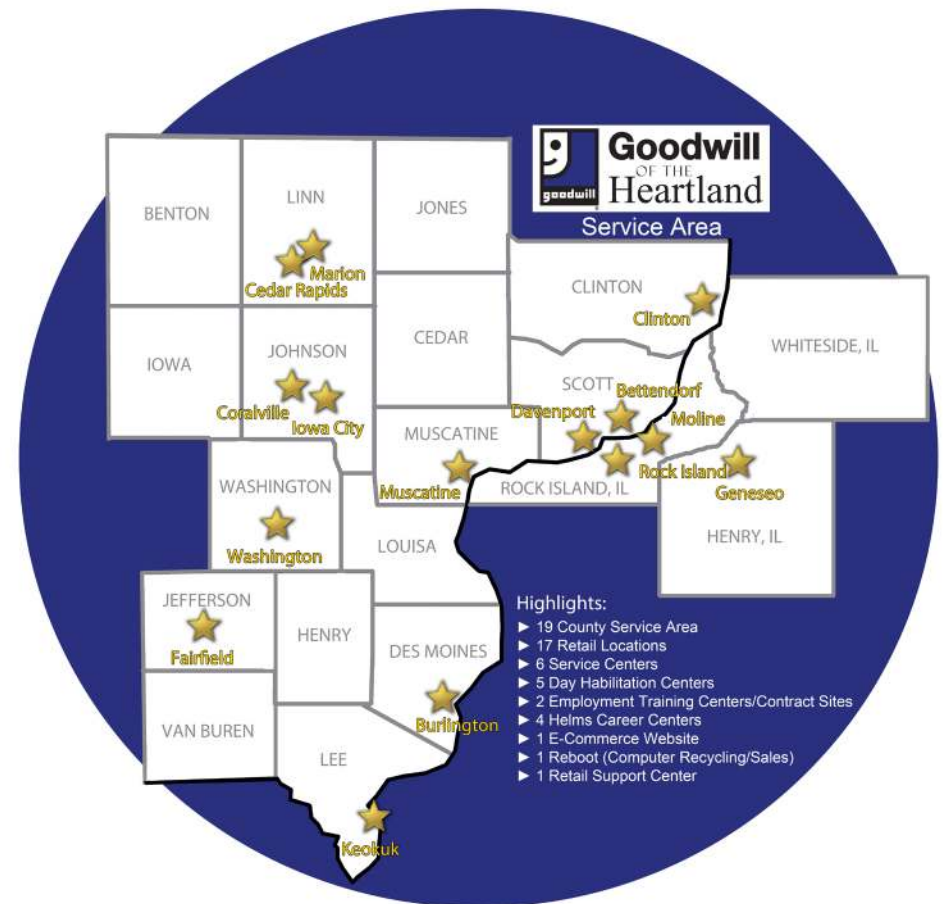 Goodwill
OF THE
Heartland
goodwill
Service Area
BENTON
LINN
JONES
Marion
Cedar Rapids
CLINTON
Clinton
WHITESIDE, IL
IOWA
JOHNSON
CEDAR
Coralville
Iowa City
SCOTT
Bettendorf
Davenport
Moline
MUSCATINE
Muscatine
Rock Island
ROCK ISLAND, IL
Geneseo
HENRY, IL
WASHINGTON
Washington
LOUISA
JEFFERSON
Fairfield
HENRY
DES MOINES
Burlington
VAN BUREN
LEE
Keokuk
Highlights:
► 19 County Service Area
► 17 Retail Locations
► 6 Service Centers
► 5 Day Habilitation Centers
► 2 Employment Training Centers/Contract Sites
► 4 Helms Career Centers
► 1 E-Commerce Website
► 1 Reboot (Computer Recycling/Sales)
► 1 Retail Support Center